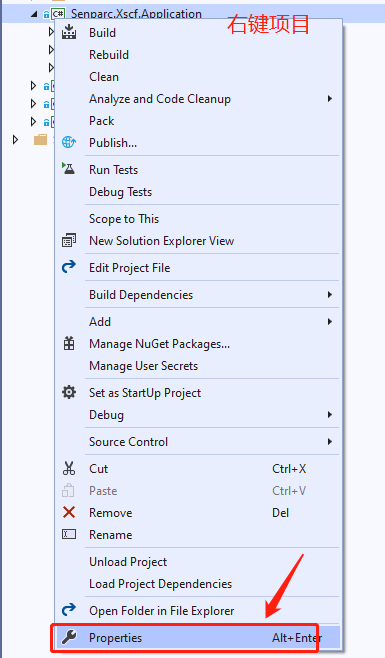 Senparc.Xscf.Application
右键项目
Build
Rebuild
Clean
Analyze and Code Cleanup
Pack
Publish...
Run Tests
Debug Tests
Scope to This
New Solution Explorer View
Edit Project File
Build Dependencies
Add
Manage NuGet Packages...
Manage User Secrets
Set as StartUp Project
Debug
Source Control
Cut Ctrl+X
Paste Ctrl+V
Remove Del
Rename
Unload Project
Load Project Dependencies
Open Folder in File Explorer
Properties Alt+Enter